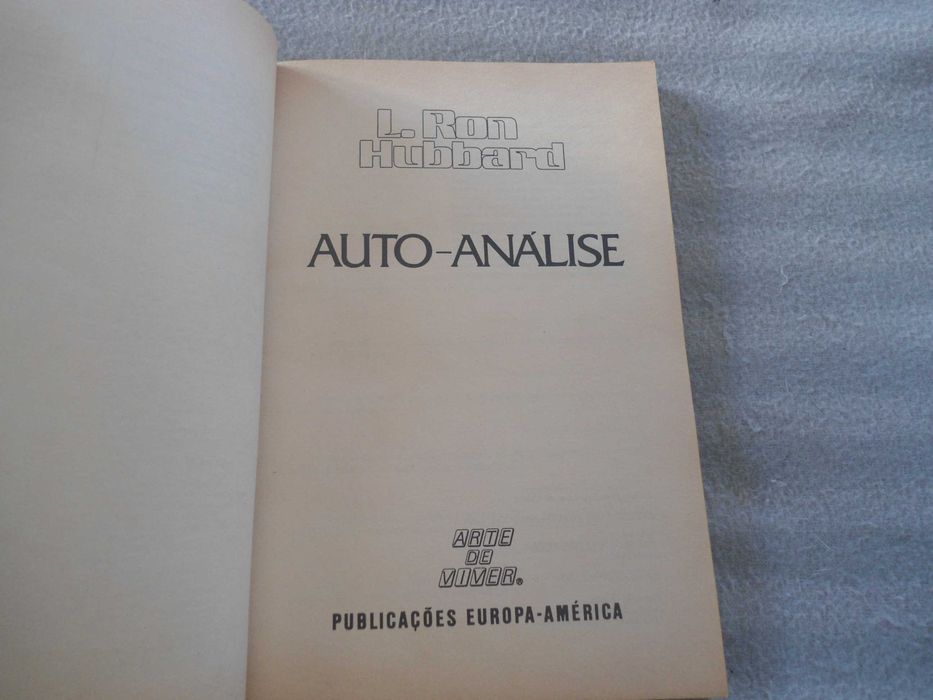 L. Ron
Hubbard
AUTO-ANÁLISE
ARTE
DE
VIVER®
PUBLICAÇÕES EUROPA-AMÉRICA